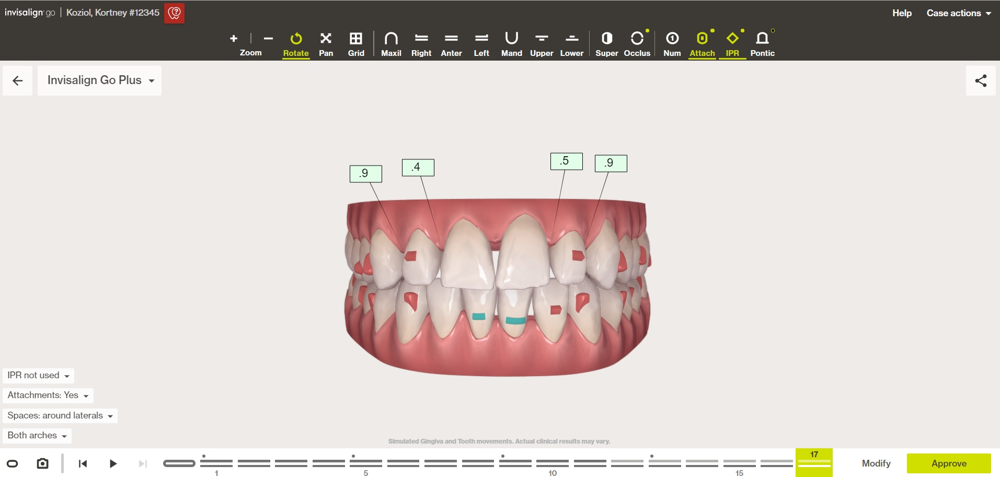 invisalign go | Koziol, Kortney #12345
Help Case actions
Zoom Rotate Pan Grid Maxil Right Anter Left Mand Upper Lower Super Occlus 1 Num Attach IPR Pontic
Invisalign Go Plus
.9 .4 .5 .9
IPR not used
Attachments: Yes
Spaces: around laterals
Both arches
Simulated Gingiva and Tooth movements. Actual clinical results may vary.
1 5 10 15 17
Modify Approve